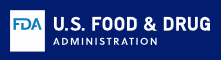 FDA
U.S. FOOD & DRUG
ADMINISTRATION